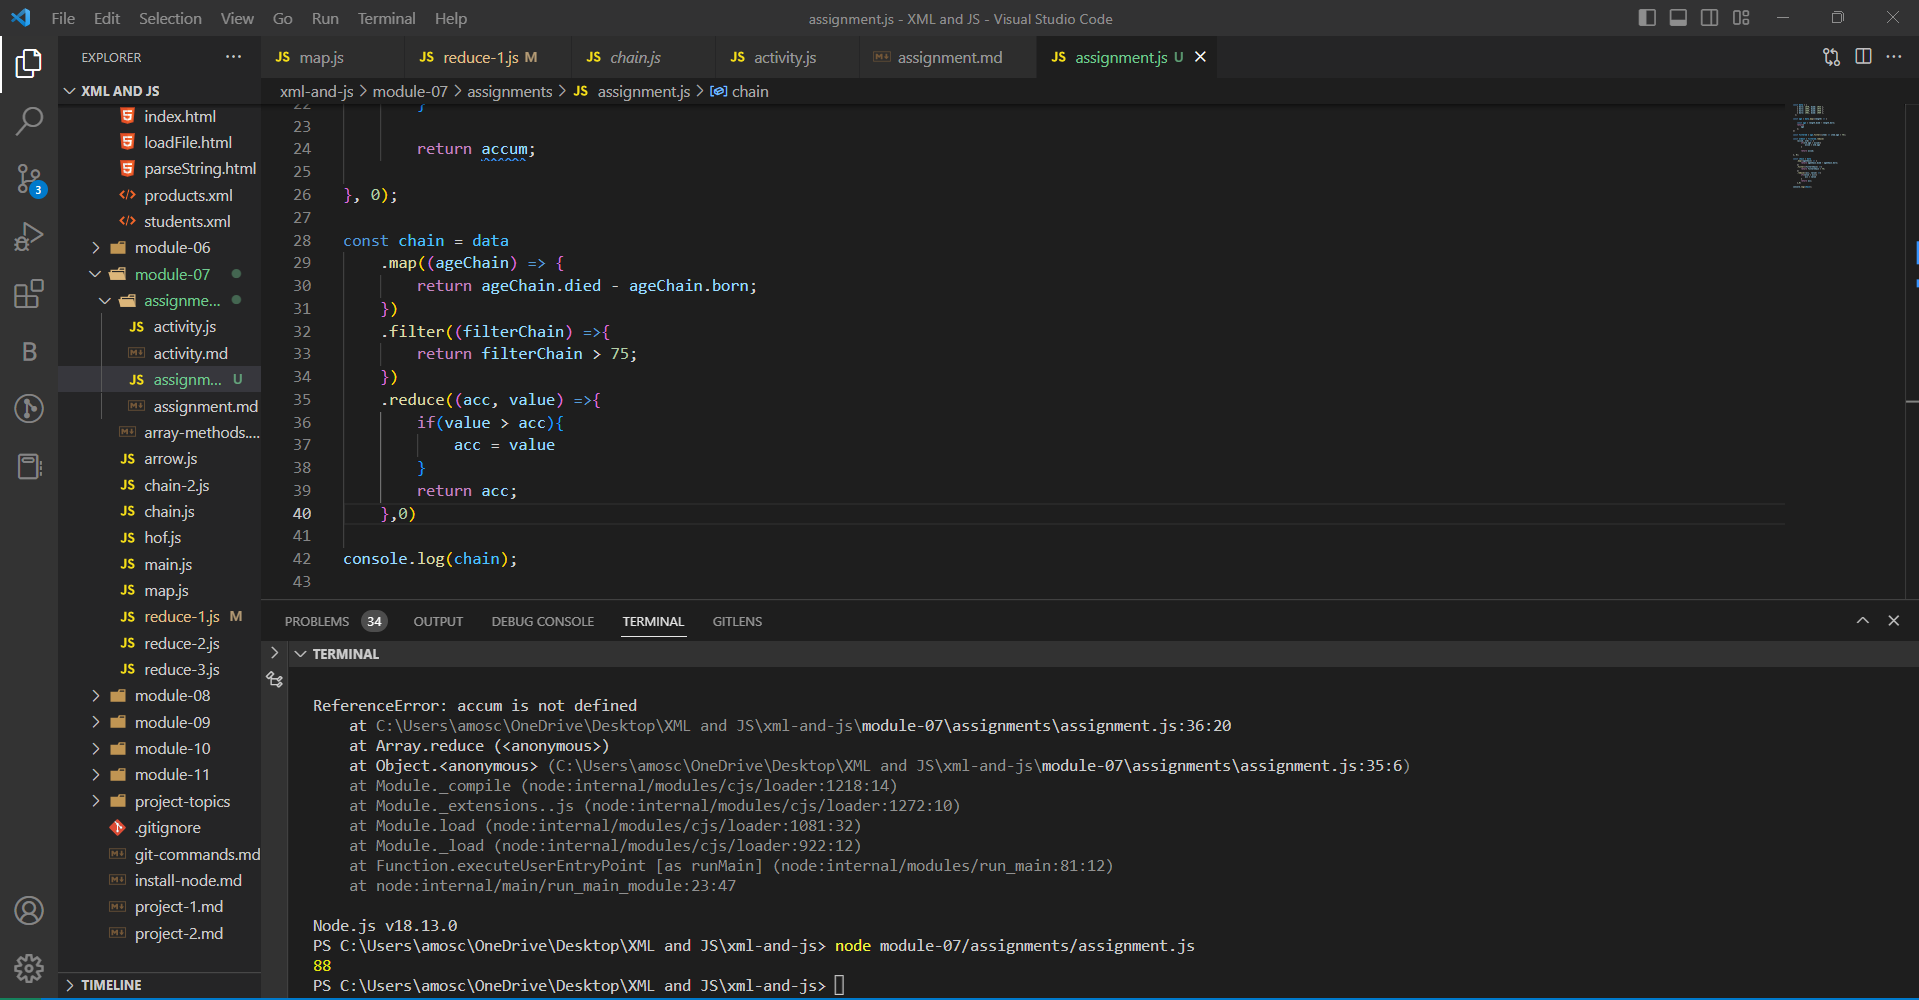 File Edit Selection View Go Run Terminal Help
assignment.js - XML and JS - Visual Studio Code
EXPLORER
JS map.js
JS reduce-1.js M
JS chain.js
JS activity.js
assignment.md
JS assignment.js U
xml-and-js > module-07 > assignments > JS assignment.js > chain
3
B
XML AND JS
index.html
loadFile.html
parseString.html
products.xml
students.xml
module-06
module-07
assignme...
JS activity.js
activity.md
JS assignm... U
assignment.md
array-methods....
JS arrow.js
JS chain-2.js
JS chain.js
JS hof.js
JS main.js
JS map.js
JS reduce-1.js M
JS reduce-2.js
JS reduce-3.js
module-08
module-09
module-10
module-11
project-topics
.gitignore
git-commands.md
install-node.md
project-1.md
project-2.md
TIMELINE
22 }
23
24 return accum;
25
26 }, 0);
27
28 const chain = data
29 .map((ageChain) => {
30 return ageChain.died - ageChain.born;
31 })
32 .filter((filterChain) =>{
33 return filterChain > 75;
34 })
35 .reduce((acc, value) =>{
36 if(value > acc){
37 acc = value
38 }
39 return acc;
40 },0)
41
42 console.log(chain);
43
PROBLEMS 34 OUTPUT DEBUG CONSOLE TERMINAL GITLENS
TERMINAL
ReferenceError: accum is not defined
at C:\Users\amosc\OneDrive\Desktop\XML and JS\xml-and-js\module-07\assignments\assignment.js:36:20
at Array.reduce (<anonymous>)
at Object.<anonymous> (C:\Users\amosc\OneDrive\Desktop\XML and JS\xml-and-js\module-07\assignments\assignment.js:35:6)
at Module._compile (node:internal/modules/cjs/loader:1218:14)
at Module._extensions..js (node:internal/modules/cjs/loader:1272:10)
at Module.load (node:internal/modules/cjs/loader:1081:32)
at Module._load (node:internal/modules/cjs/loader:922:12)
at Function.executeUserEntryPoint [as runMain] (node:internal/modules/run_main:81:12)
at node:internal/main/run_main_module:23:47
Node.js v18.13.0
PS C:\Users\amosc\OneDrive\Desktop\XML and JS\xml-and-js> node module-07/assignments/assignment.js
88
PS C:\Users\amosc\OneDrive\Desktop\XML and JS\xml-and-js>